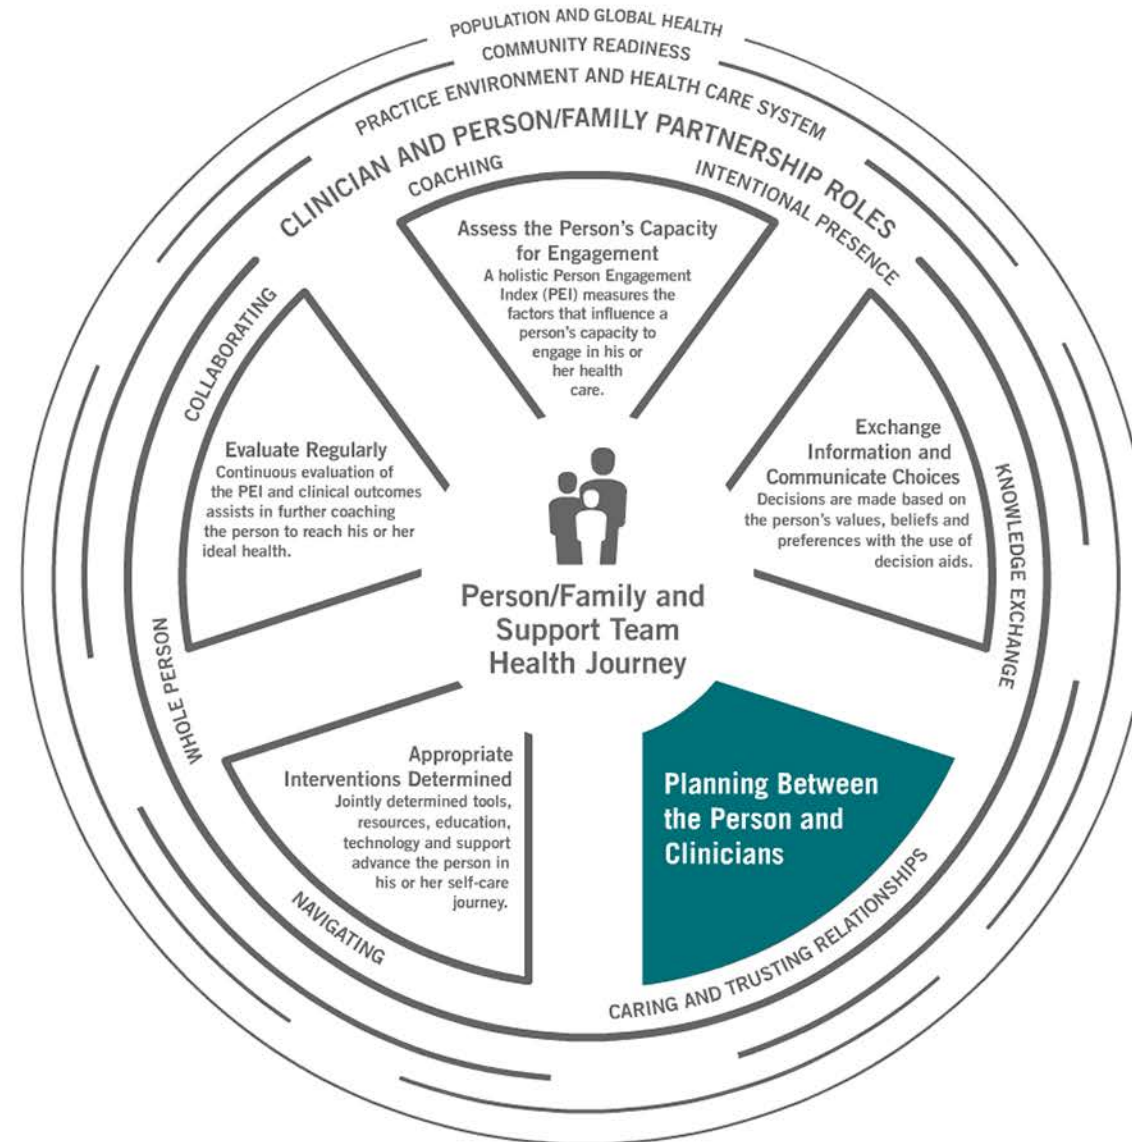 POPULATION AND GLOBAL HEALTH
COMMUNITY READINESS
PRACTICE ENVIRONMENT AND HEALTH CARE SYSTEM
CLINICIAN AND PERSON/FAMILY PARTNERSHIP ROLES
COACHING
INTENTIONAL PRESENCE
Assess the Person's Capacity
for Engagement
A holistic Person Engagement
Index (PEI) measures the
factors that influence a
person's capacity to
engage in his or
her health
care.
COLLABORATING
Evaluate Regularly
Continuous evaluation of
the PEI and clinical outcomes
assists in further coaching
the person to reach his or her
ideal health.
Exchange
Information and
Communicate Choices
Decisions are made based on
the person's values, beliefs and
preferences with the use of
decision aids.
KNOWLEDGE EXCHANGE
Person/Family and
Support Team
Health Journey
WHOLE PERSON
Appropriate
Interventions Determined
Jointly determined tools,
resources, education,
technology and support
advance the person in
his or her self-care
journey.
NAVIGATING
Planning Between
the Person and
Clinicians
CARING AND TRUSTING RELATIONSHIPS